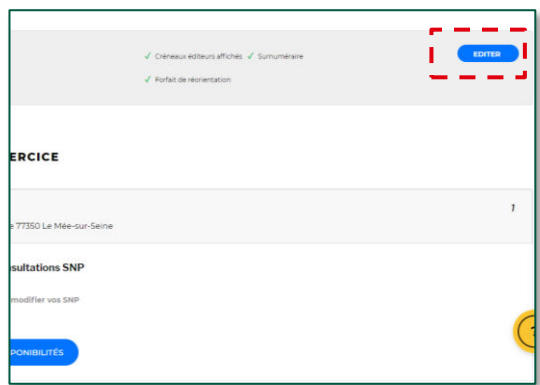 ✓ Créneaux éditeurs affichés ✓ Surnuméraire
EDITER
✓ Forfait de réorientation
ERCICE
1
e 77350 Le Mée-sur-Seine
sultations SNP
modifier vos SNP
?
PONIBILITÉS